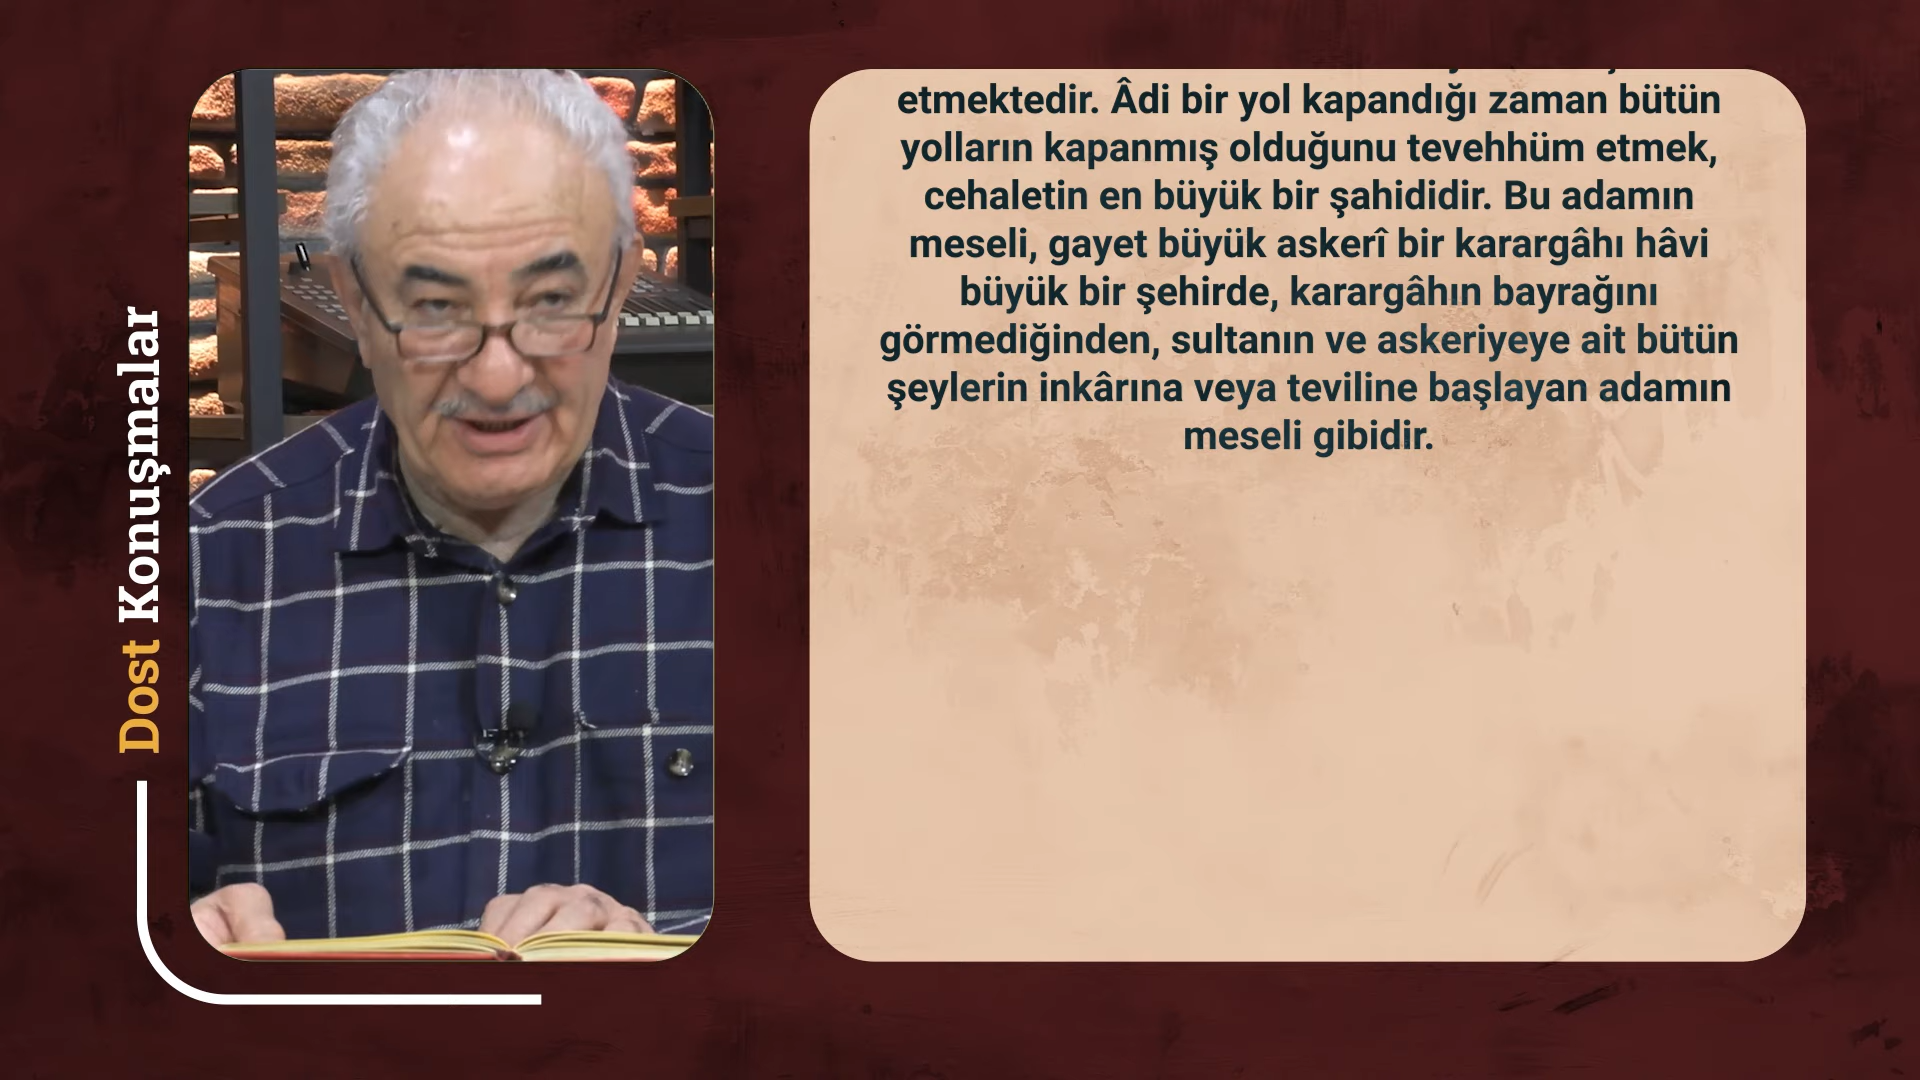 Dost Konuşmalar
etmektedir. Âdi bir yol kapandığı zaman bütün
yolların kapanmış olduğunu tevehhüm etmek,
cehaletin en büyük bir şahididir. Bu adamın
meseli, gayet büyük askerî bir karargâhı hâvi
büyük bir şehirde, karargâhın bayrağını
görmediğinden, sultanın ve askeriyeye ait bütün
şeylerin inkârına veya teviline başlayan adamın
meseli gibidir.